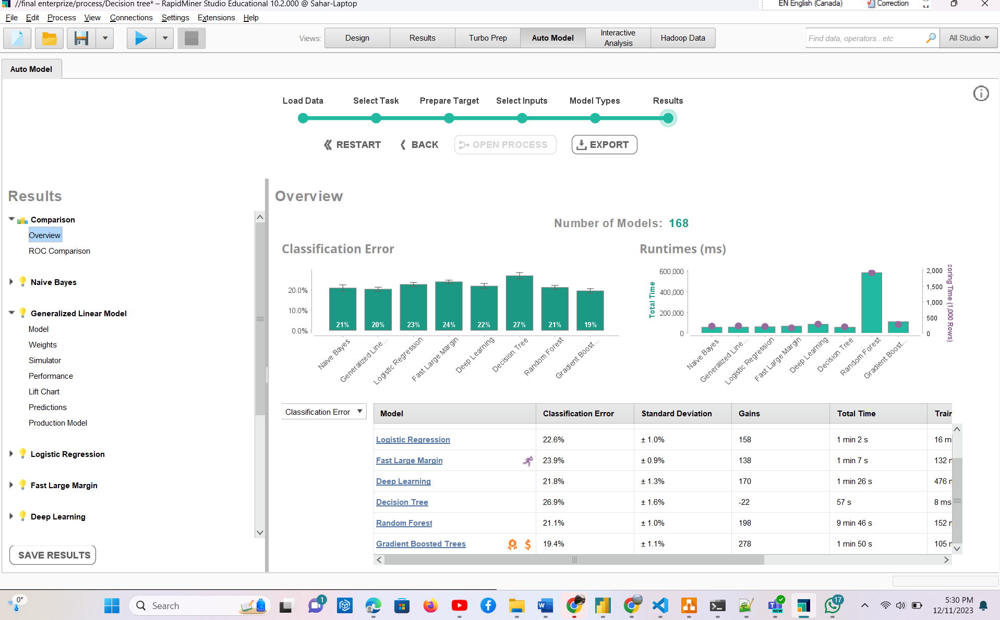 //final enterprize/process/Decision tree* – RapidMiner Studio Educational 10.2.000 @ Sahar-Laptop
EN English (Canada)
Correction
File Edit Process View Connections Settings Extensions Help
Views:
Design
Results
Turbo Prep
Auto Model
Interactive
Analysis
Hadoop Data
Find data, operators...etc
All Studio
Auto Model
Load Data
Select Task
Prepare Target
Select Inputs
Model Types
Results
RESTART
BACK
OPEN PROCESS
EXPORT
Results
Comparison
Overview
ROC Comparison
Naive Bayes
Generalized Linear Model
Model
Weights
Simulator
Performance
Lift Chart
Predictions
Production Model
Logistic Regression
Fast Large Margin
Deep Learning
SAVE RESULTS
Overview
Number of Models: 168
Classification Error
20.0%
10.0%
0.0%
21% 20% 23% 24% 22% 27% 21% 19%
Naive Bayes
Generalized Line...
Logistic Regression
Fast Large Margin
Deep Learning
Decision Tree
Random Forest
Gradient Boost...
Runtimes (ms)
Total Time
600,000
400,000
200,000
0
2,000
1,500
1,000
500
0
coring Time (1,000 Rows)
Naive Bayes
Generalized Line...
Logistic Regression
Fast Large Margin
Deep Learning
Decision Tree
Random Forest
Gradient Boost...
Classification Error
Model Classification Error Standard Deviation Gains Total Time Train
Logistic Regression 22.6% ± 1.0% 158 1 min 2 s 16 m
Fast Large Margin 23.9% ± 0.9% 138 1 min 7 s 132 m
Deep Learning 21.8% ± 1.3% 170 1 min 26 s 476 m
Decision Tree 26.9% ± 1.6% -22 57 s 8 ms
Random Forest 21.1% ± 1.0% 198 9 min 46 s 152 m
Gradient Boosted Trees 19.4% ± 1.1% 278 1 min 50 s 105 m
0°
Search
1
NEW
17
5:30 PM
12/11/2023